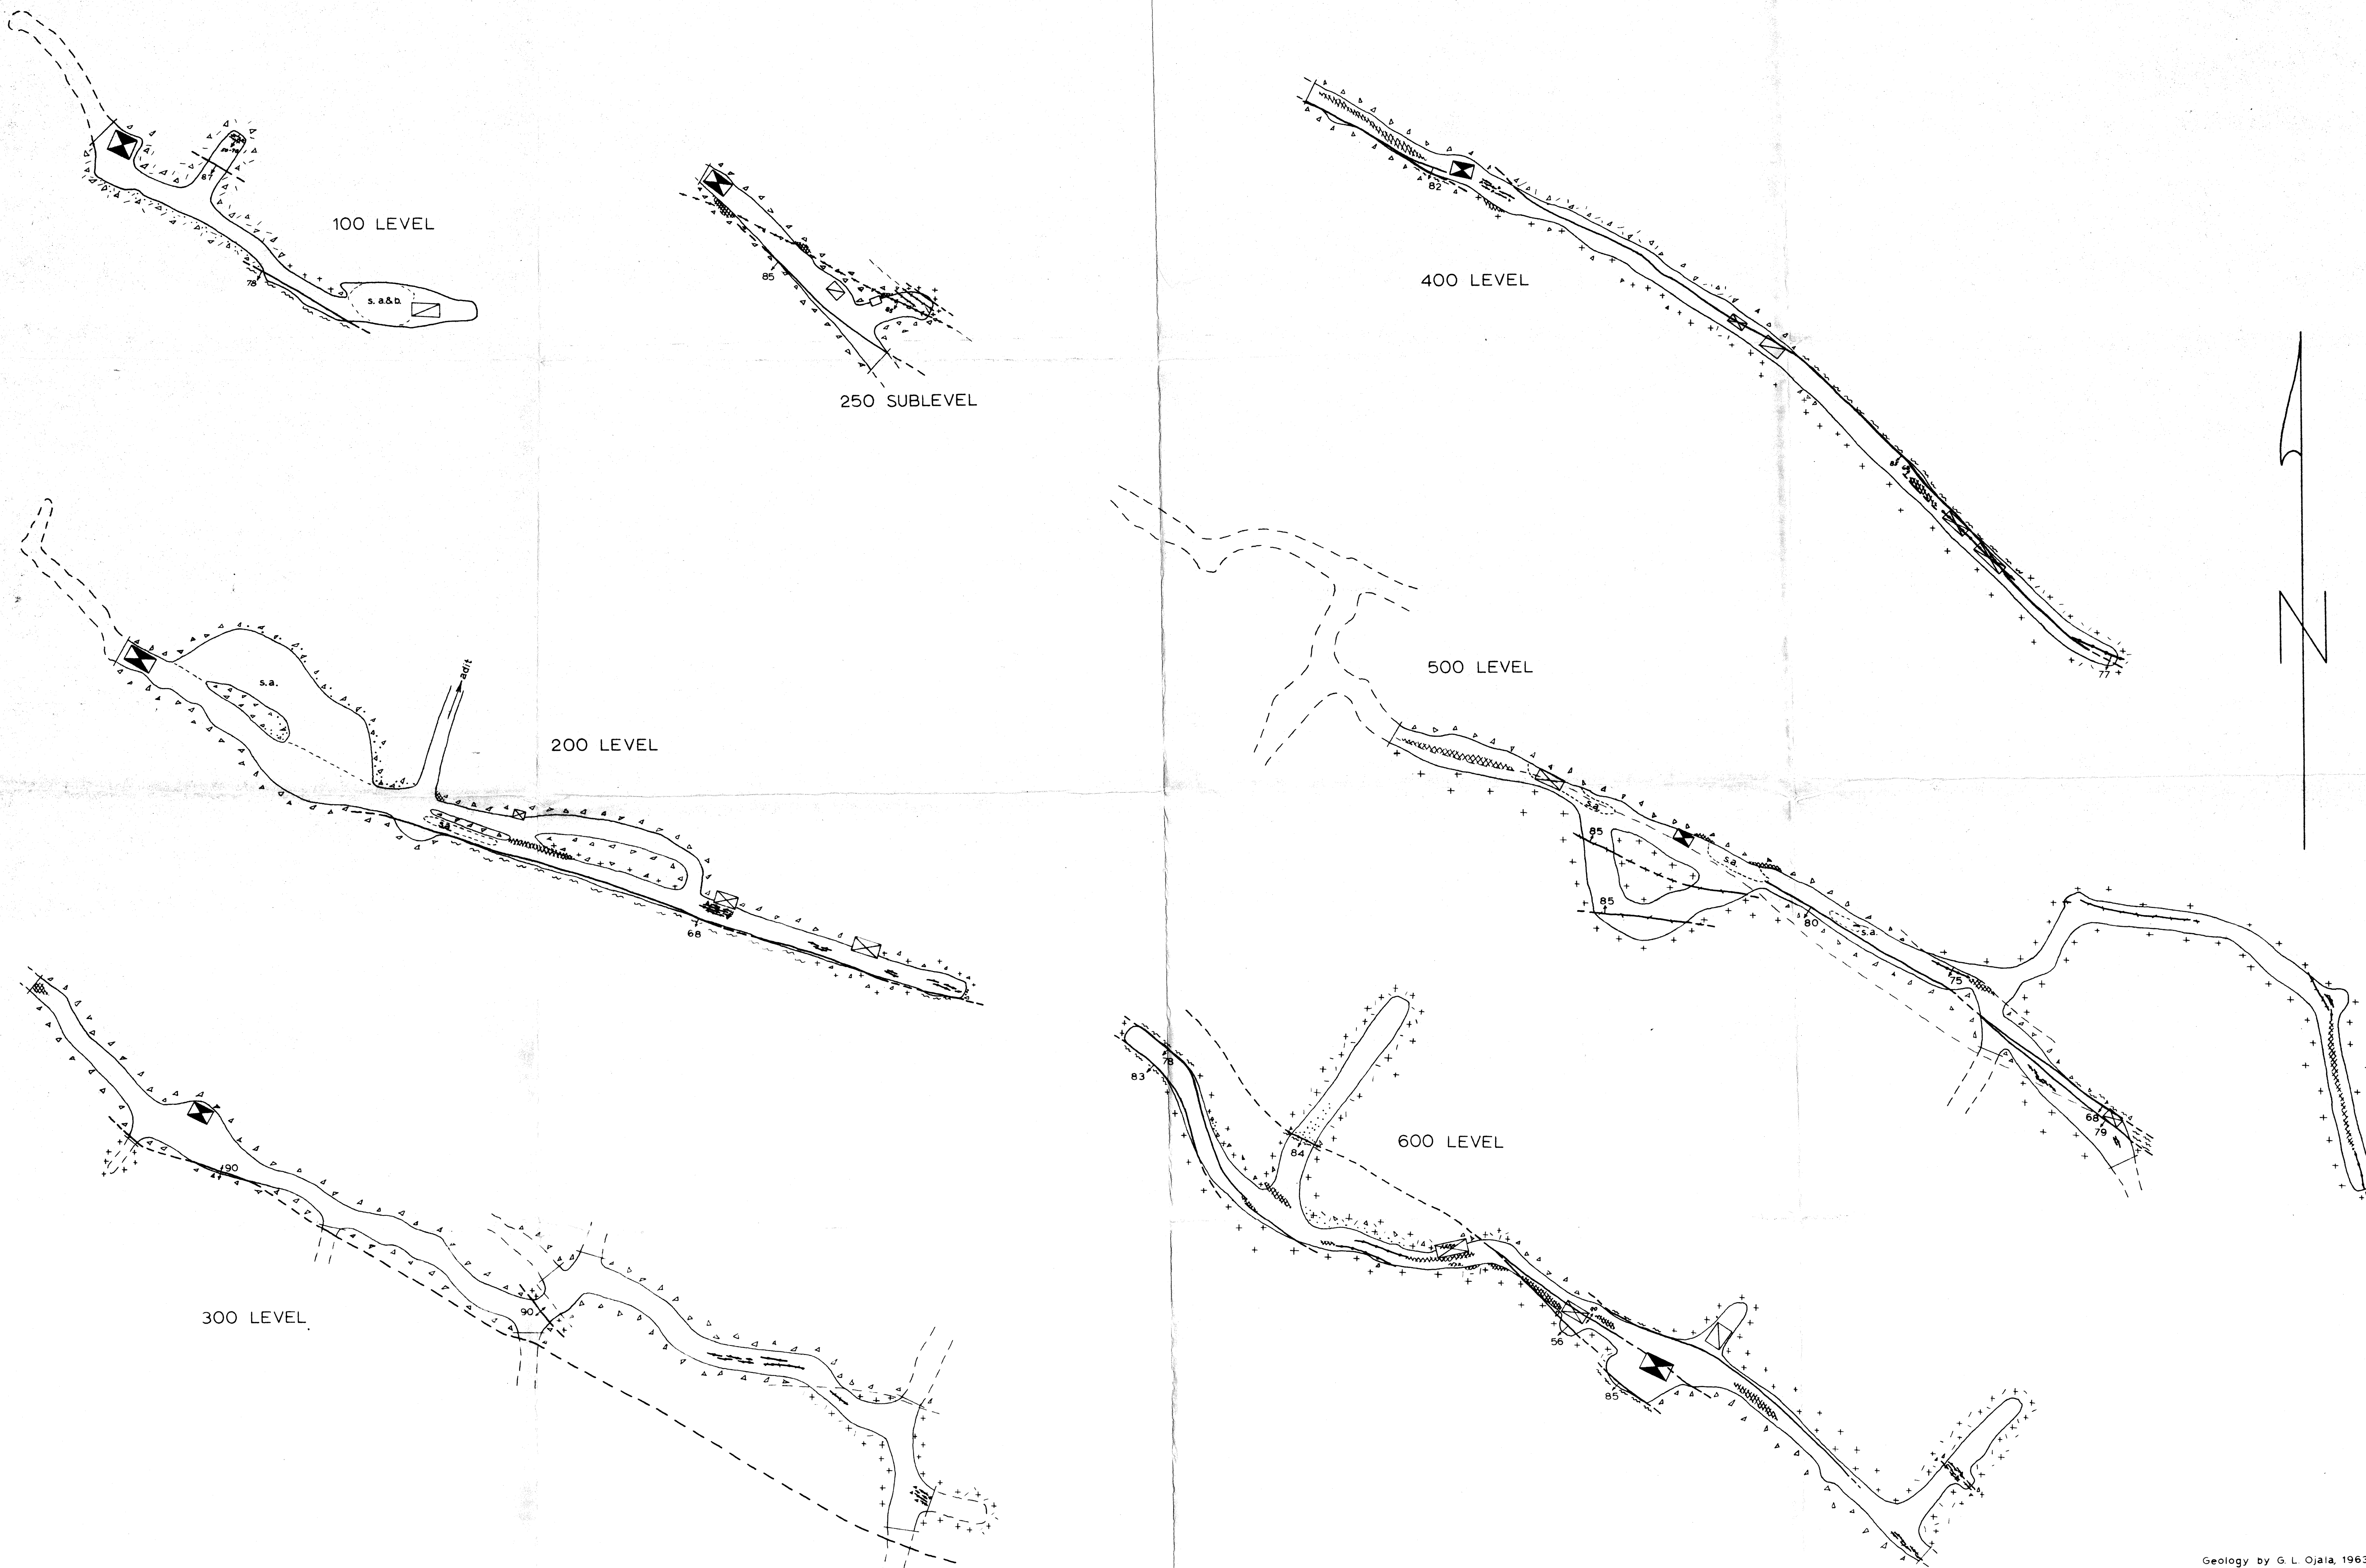 100 LEVEL
87
78
s. a.&b.
250 SUBLEVEL
85
400 LEVEL
82
77
200 LEVEL
s.a.
adit
s.a.
68
500 LEVEL
s.a.
85
85
s.a.
80
s.a.
75
68
79
300 LEVEL
90
90
600 LEVEL
78
83
84
56
85
N
Geology by G. L. Ojala, 1963